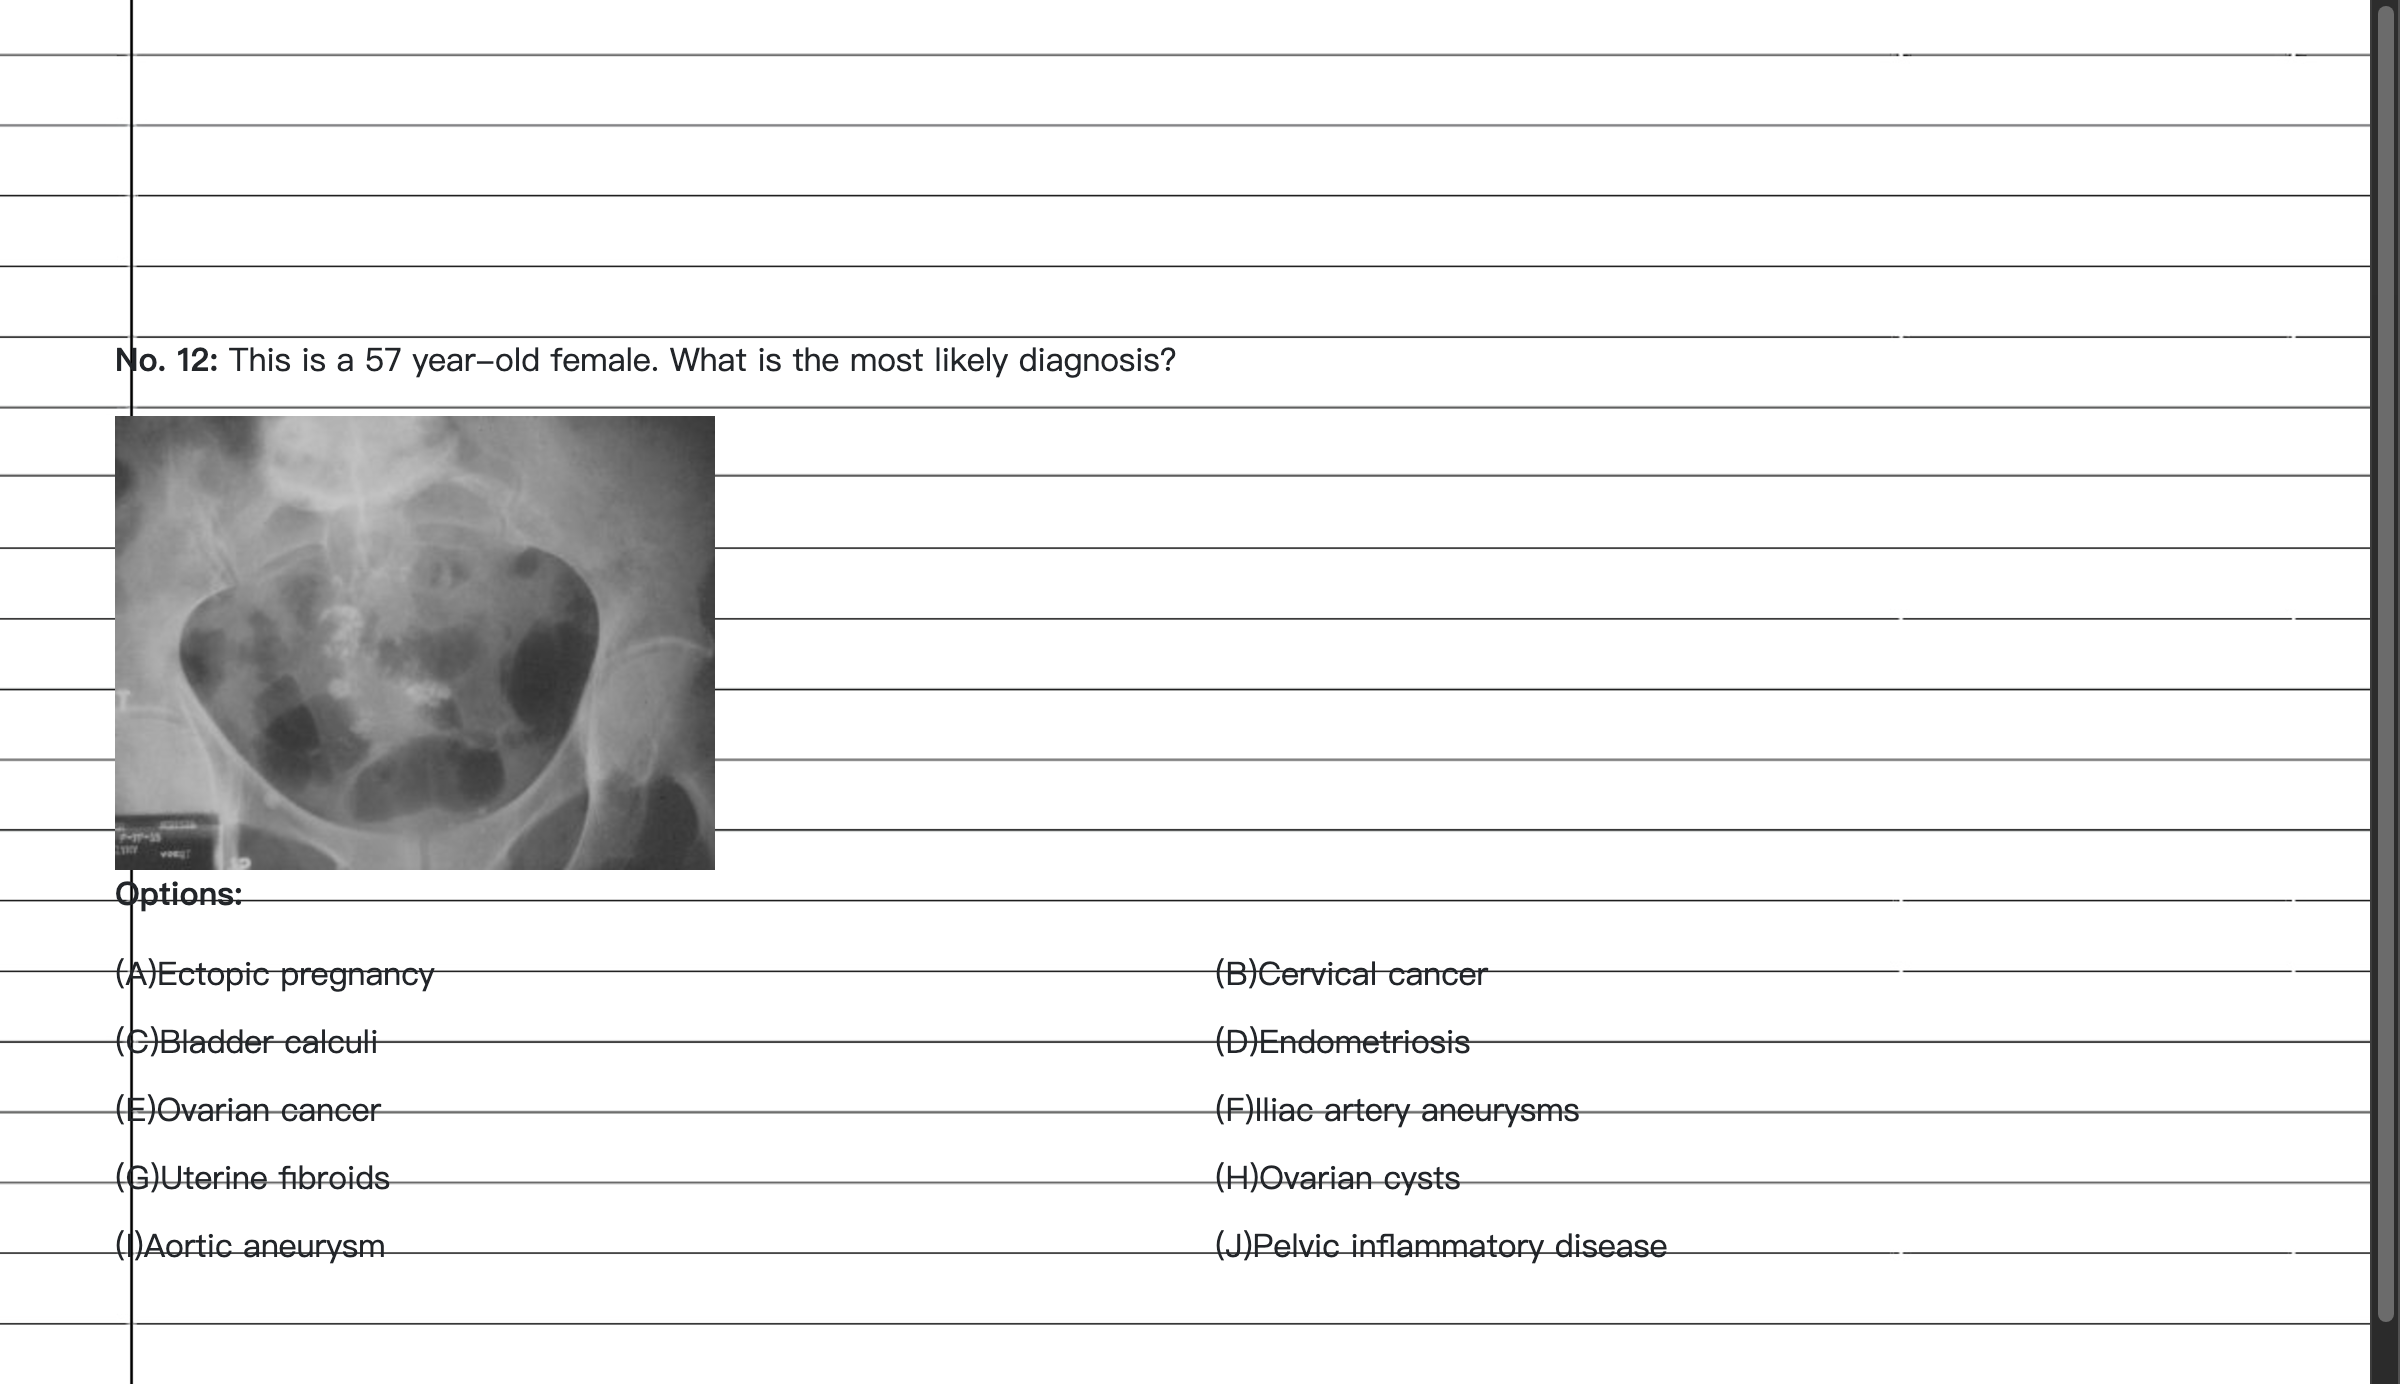 No. 12: This is a 57 year-old female. What is the most likely diagnosis?
Options:
(A)Ectopic pregnancy
(B)Cervical cancer
(C)Bladder calculi
(D)Endometriosis
(E)Ovarian cancer
(F)Iliac artery aneurysms
(G)Uterine fibroids
(H)Ovarian cysts
(I)Aortic aneurysm
(J)Pelvic inflammatory disease